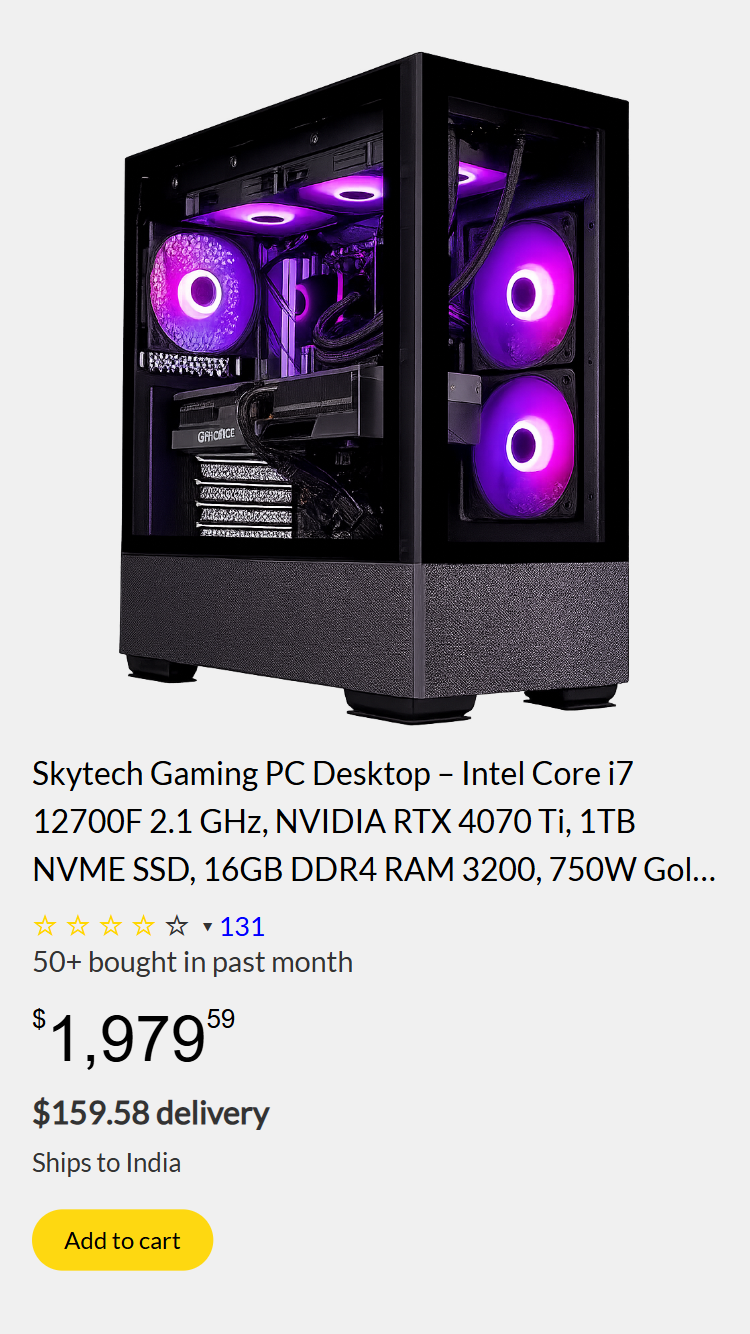 Skytech Gaming PC Desktop – Intel Core i7
12700F 2.1 GHz, NVIDIA RTX 4070 Ti, 1TB
NVME SSD, 16GB DDR4 RAM 3200, 750W Gol...
131
50+ bought in past month
$1,97959
$159.58 delivery
Ships to India
Add to cart